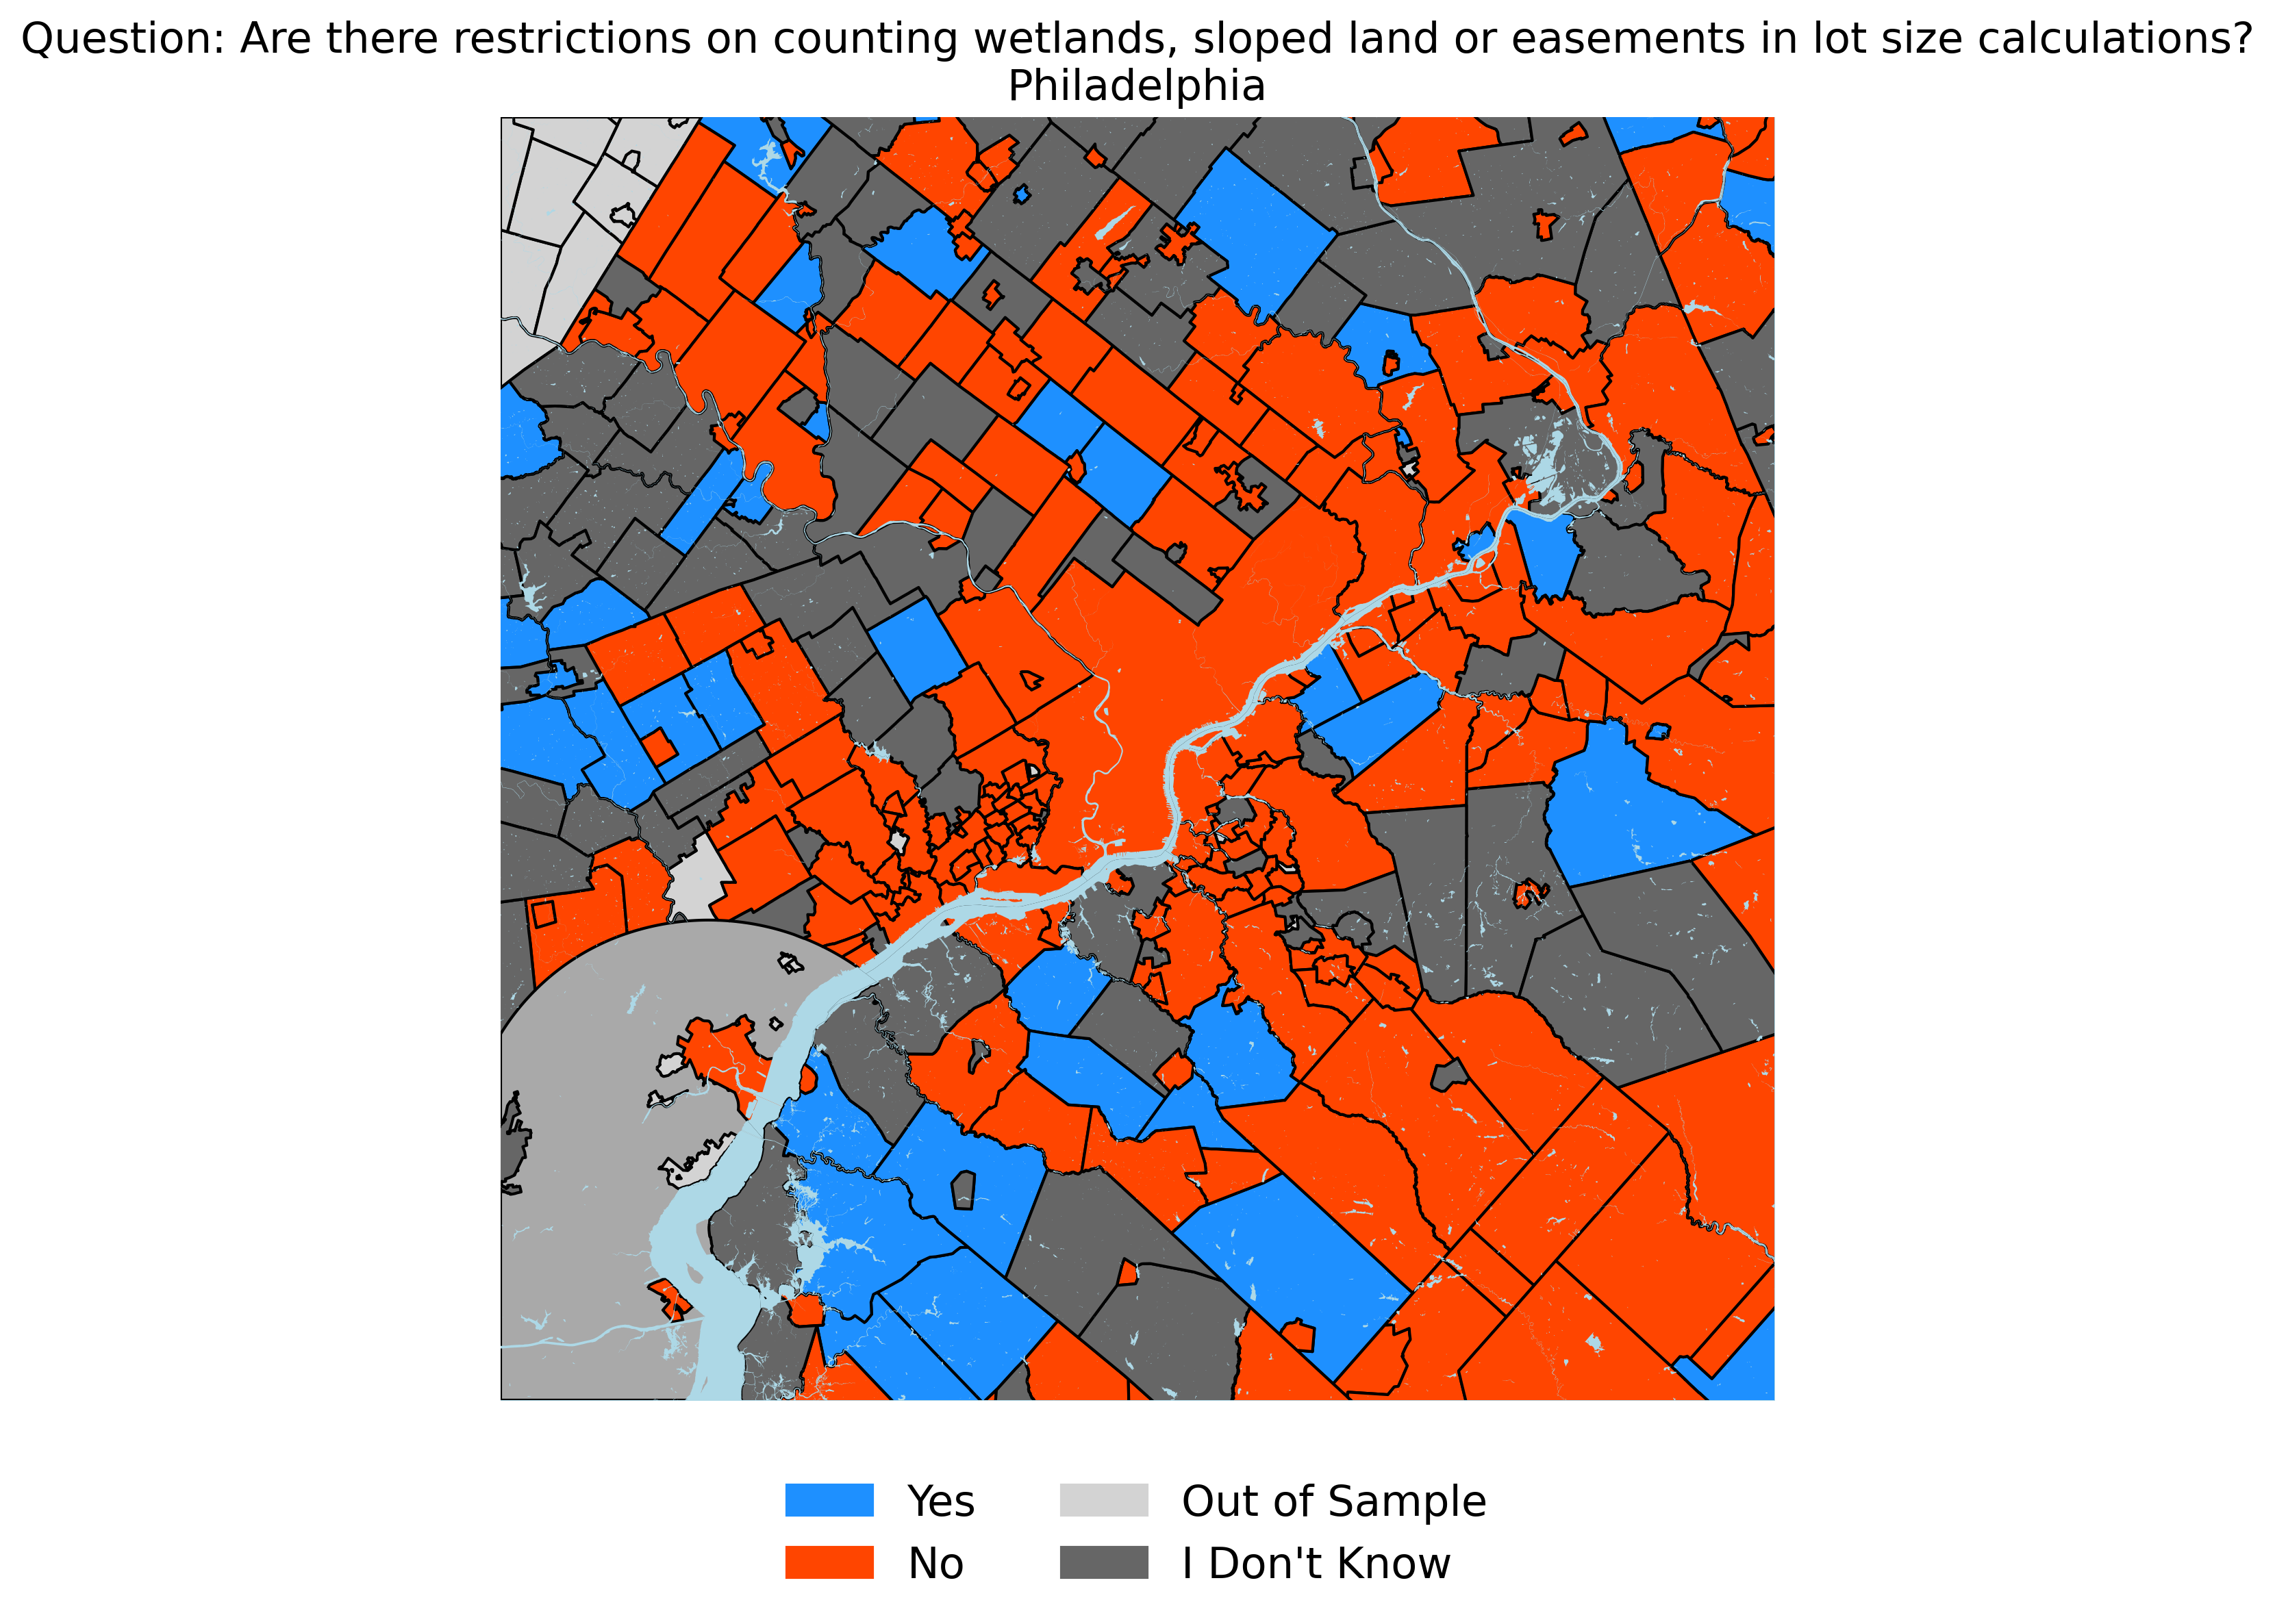 Question: Are there restrictions on counting wetlands, sloped land or easements in lot size calculations?
Philadelphia
Yes
Out of Sample
No
I Don't Know